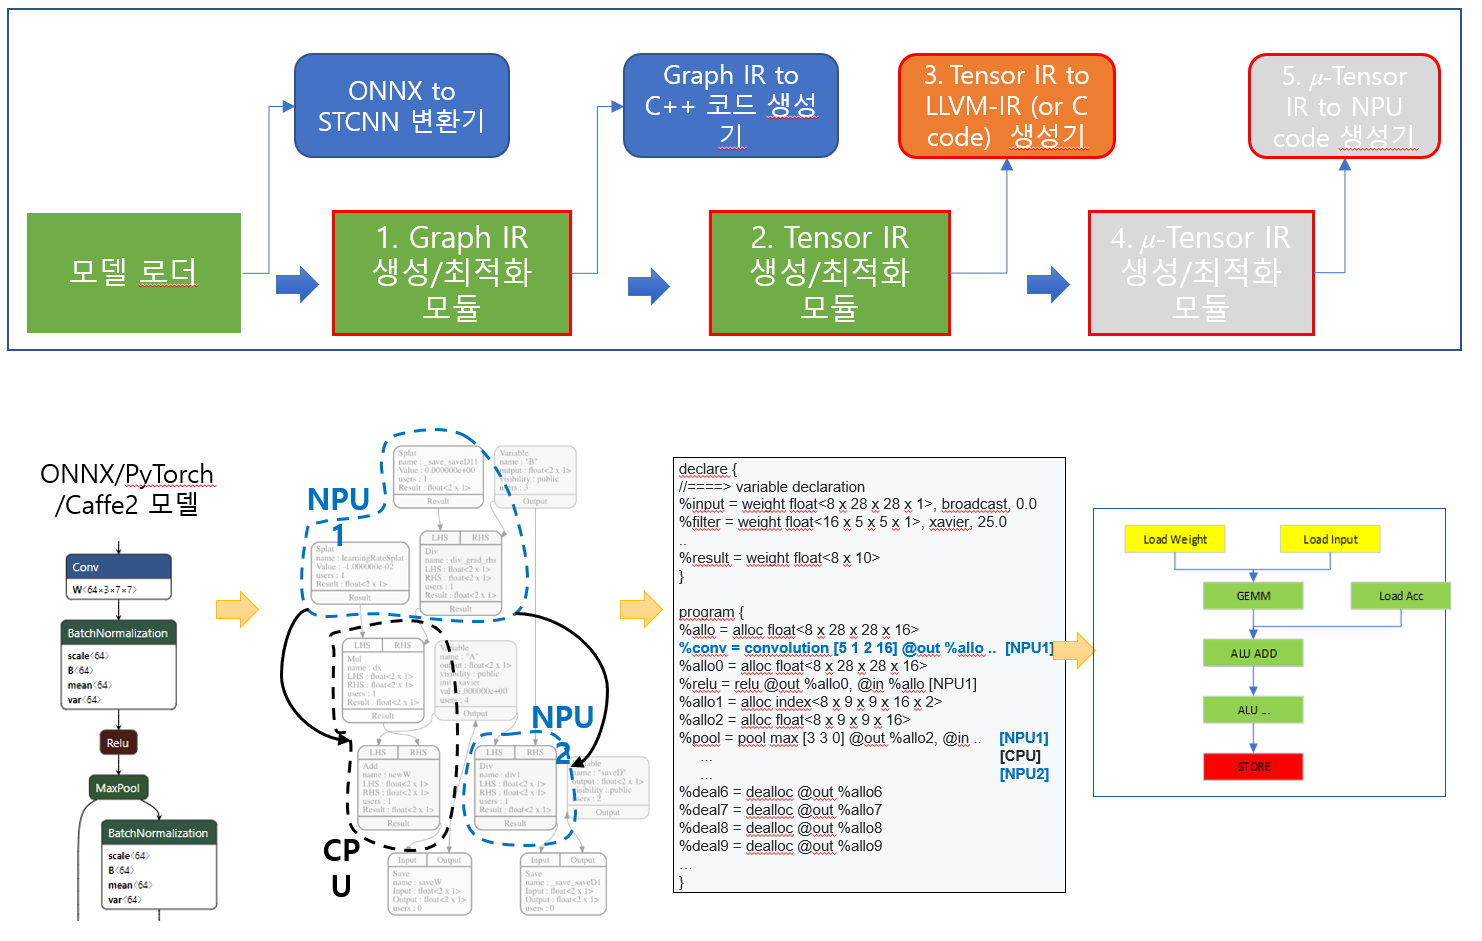 ONNX to
STCNN 변환기
Graph IR to
C++ 코드 생성
기
3. Tensor IR to
LLVM-IR (or C
code) 생성기
5. 𝜇-Tensor
IR to NPU
code 생성기
모델 로더
1. Graph IR
생성/최적화
모듈
2. Tensor IR
생성/최적화
모듈
4. 𝜇-Tensor IR
생성/최적화
모듈
ONNX/PyTorch
/Caffe2 모델
Conv
W⟨64×3×7×7⟩
BatchNormalization
scale⟨64⟩
B⟨64⟩
mean⟨64⟩
var⟨64⟩
Relu
MaxPool
BatchNormalization
scale⟨64⟩
B⟨64⟩
mean⟨64⟩
var⟨64⟩
NPU
1
Splat
name : _save_saveD11
Value : 0.000000e+00
users : 1
Result : float<2 x 1>
Result
Variable
name : "B"
output : float<2 x 1>
visibility : public
users : 3
Output
Splat
name : learningRateSplat
Value : -1.000000e-02
users : 1
Result : float<2 x 1>
Result
LHS
RHS
Div
name : div_grad_rhs
LHS : float<2 x 1>
RHS : float<2 x 1>
users : 1
Result : float<2 x 1>
Result
LHS
RHS
Mul
name : dx
LHS : float<2 x 1>
RHS : float<2 x 1>
users : 1
Result : float<2 x 1>
Result
Variable
name : "A"
output : float<2 x 1>
visibility : public
init : xavier
val : 1.000000e+00
users : 4
Output
NPU
2
LHS
RHS
Add
name : newW
LHS : float<2 x 1>
RHS : float<2 x 1>
users : 1
Result : float<2 x 1>
Result
LHS
RHS
Div
name : div1
LHS : float<2 x 1>
RHS : float<2 x 1>
users : 1
Result : float<2 x 1>
Result
Variable
name : "saveD"
output : float<2 x 1>
visibility : public
users : 2
Output
CP
U
Input
Output
Save
name : saveW
Input : float<2 x 1>
Output : float<2 x 1>
users : 0
Input
Output
Save
name : _save_saveD1
Input : float<2 x 1>
Output : float<2 x 1>
users : 0
declare {
//====> variable declaration
%input = weight float<8 x 28 x 28 x 1>, broadcast, 0.0
%filter = weight float<16 x 5 x 5 x 1>, xavier, 25.0
..
%result = weight float<8 x 10>
}
program {
%allo = alloc float<8 x 28 x 28 x 16>
%conv = convolution [5 1 2 16] @out %allo .. [NPU1]
%allo0 = alloc float<8 x 28 x 28 x 16>
%relu = relu @out %allo0, @in %allo [NPU1]
%allo1 = alloc index<8 x 9 x 9 x 16 x 2>
%allo2 = alloc float<8 x 9 x 9 x 16>
%pool = pool max [3 3 0] @out %allo2, @in .. [NPU1]
... [CPU]
... [NPU2]
%deal6 = dealloc @out %allo6
%deal7 = dealloc @out %allo7
%deal8 = dealloc @out %allo8
%deal9 = dealloc @out %allo9
...
}
Load Weight
Load Input
GEMM
Load Acc
ALU ADD
ALU ...
STORE